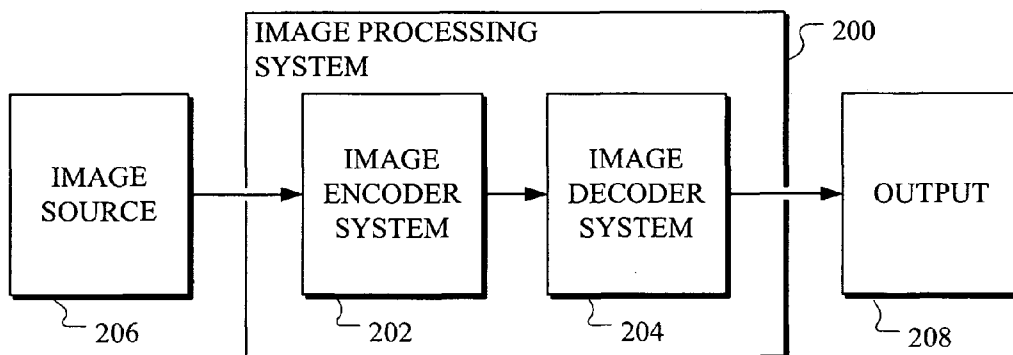 IMAGE PROCESSING
SYSTEM
200
IMAGE
SOURCE
IMAGE
ENCODER
SYSTEM
IMAGE
DECODER
SYSTEM
OUTPUT
206
202
204
208